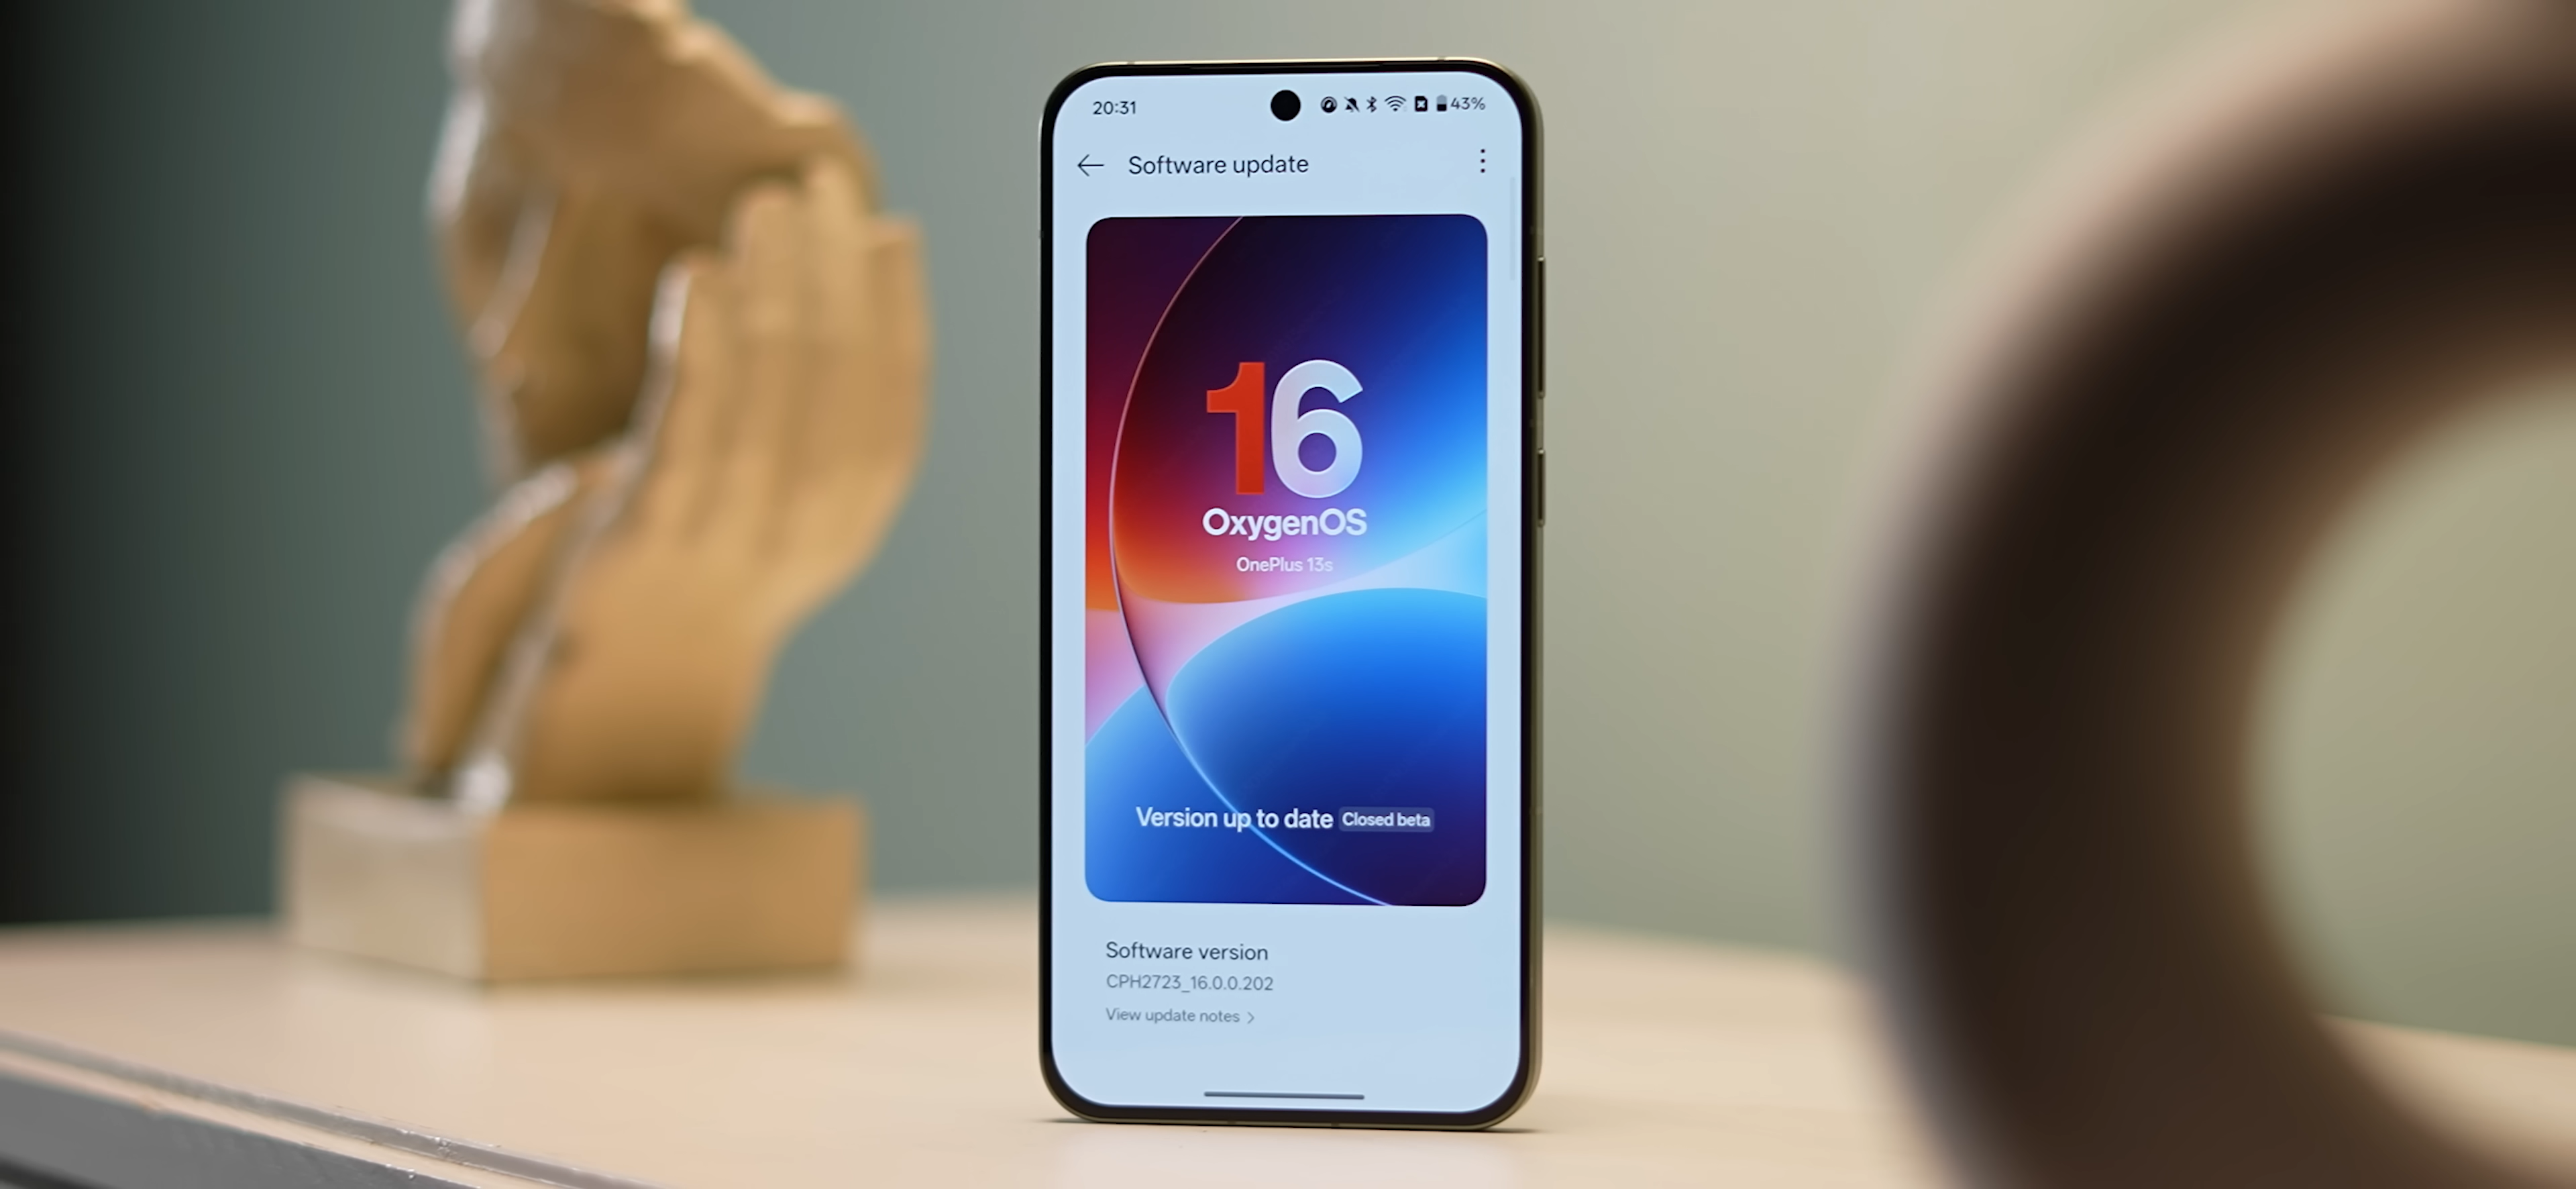 20:31 43%
Software update
16
OxygenOS
OnePlus 13s
Version up to date Closed beta
Software version
CPH2723_16.0.0.202
View update notes >